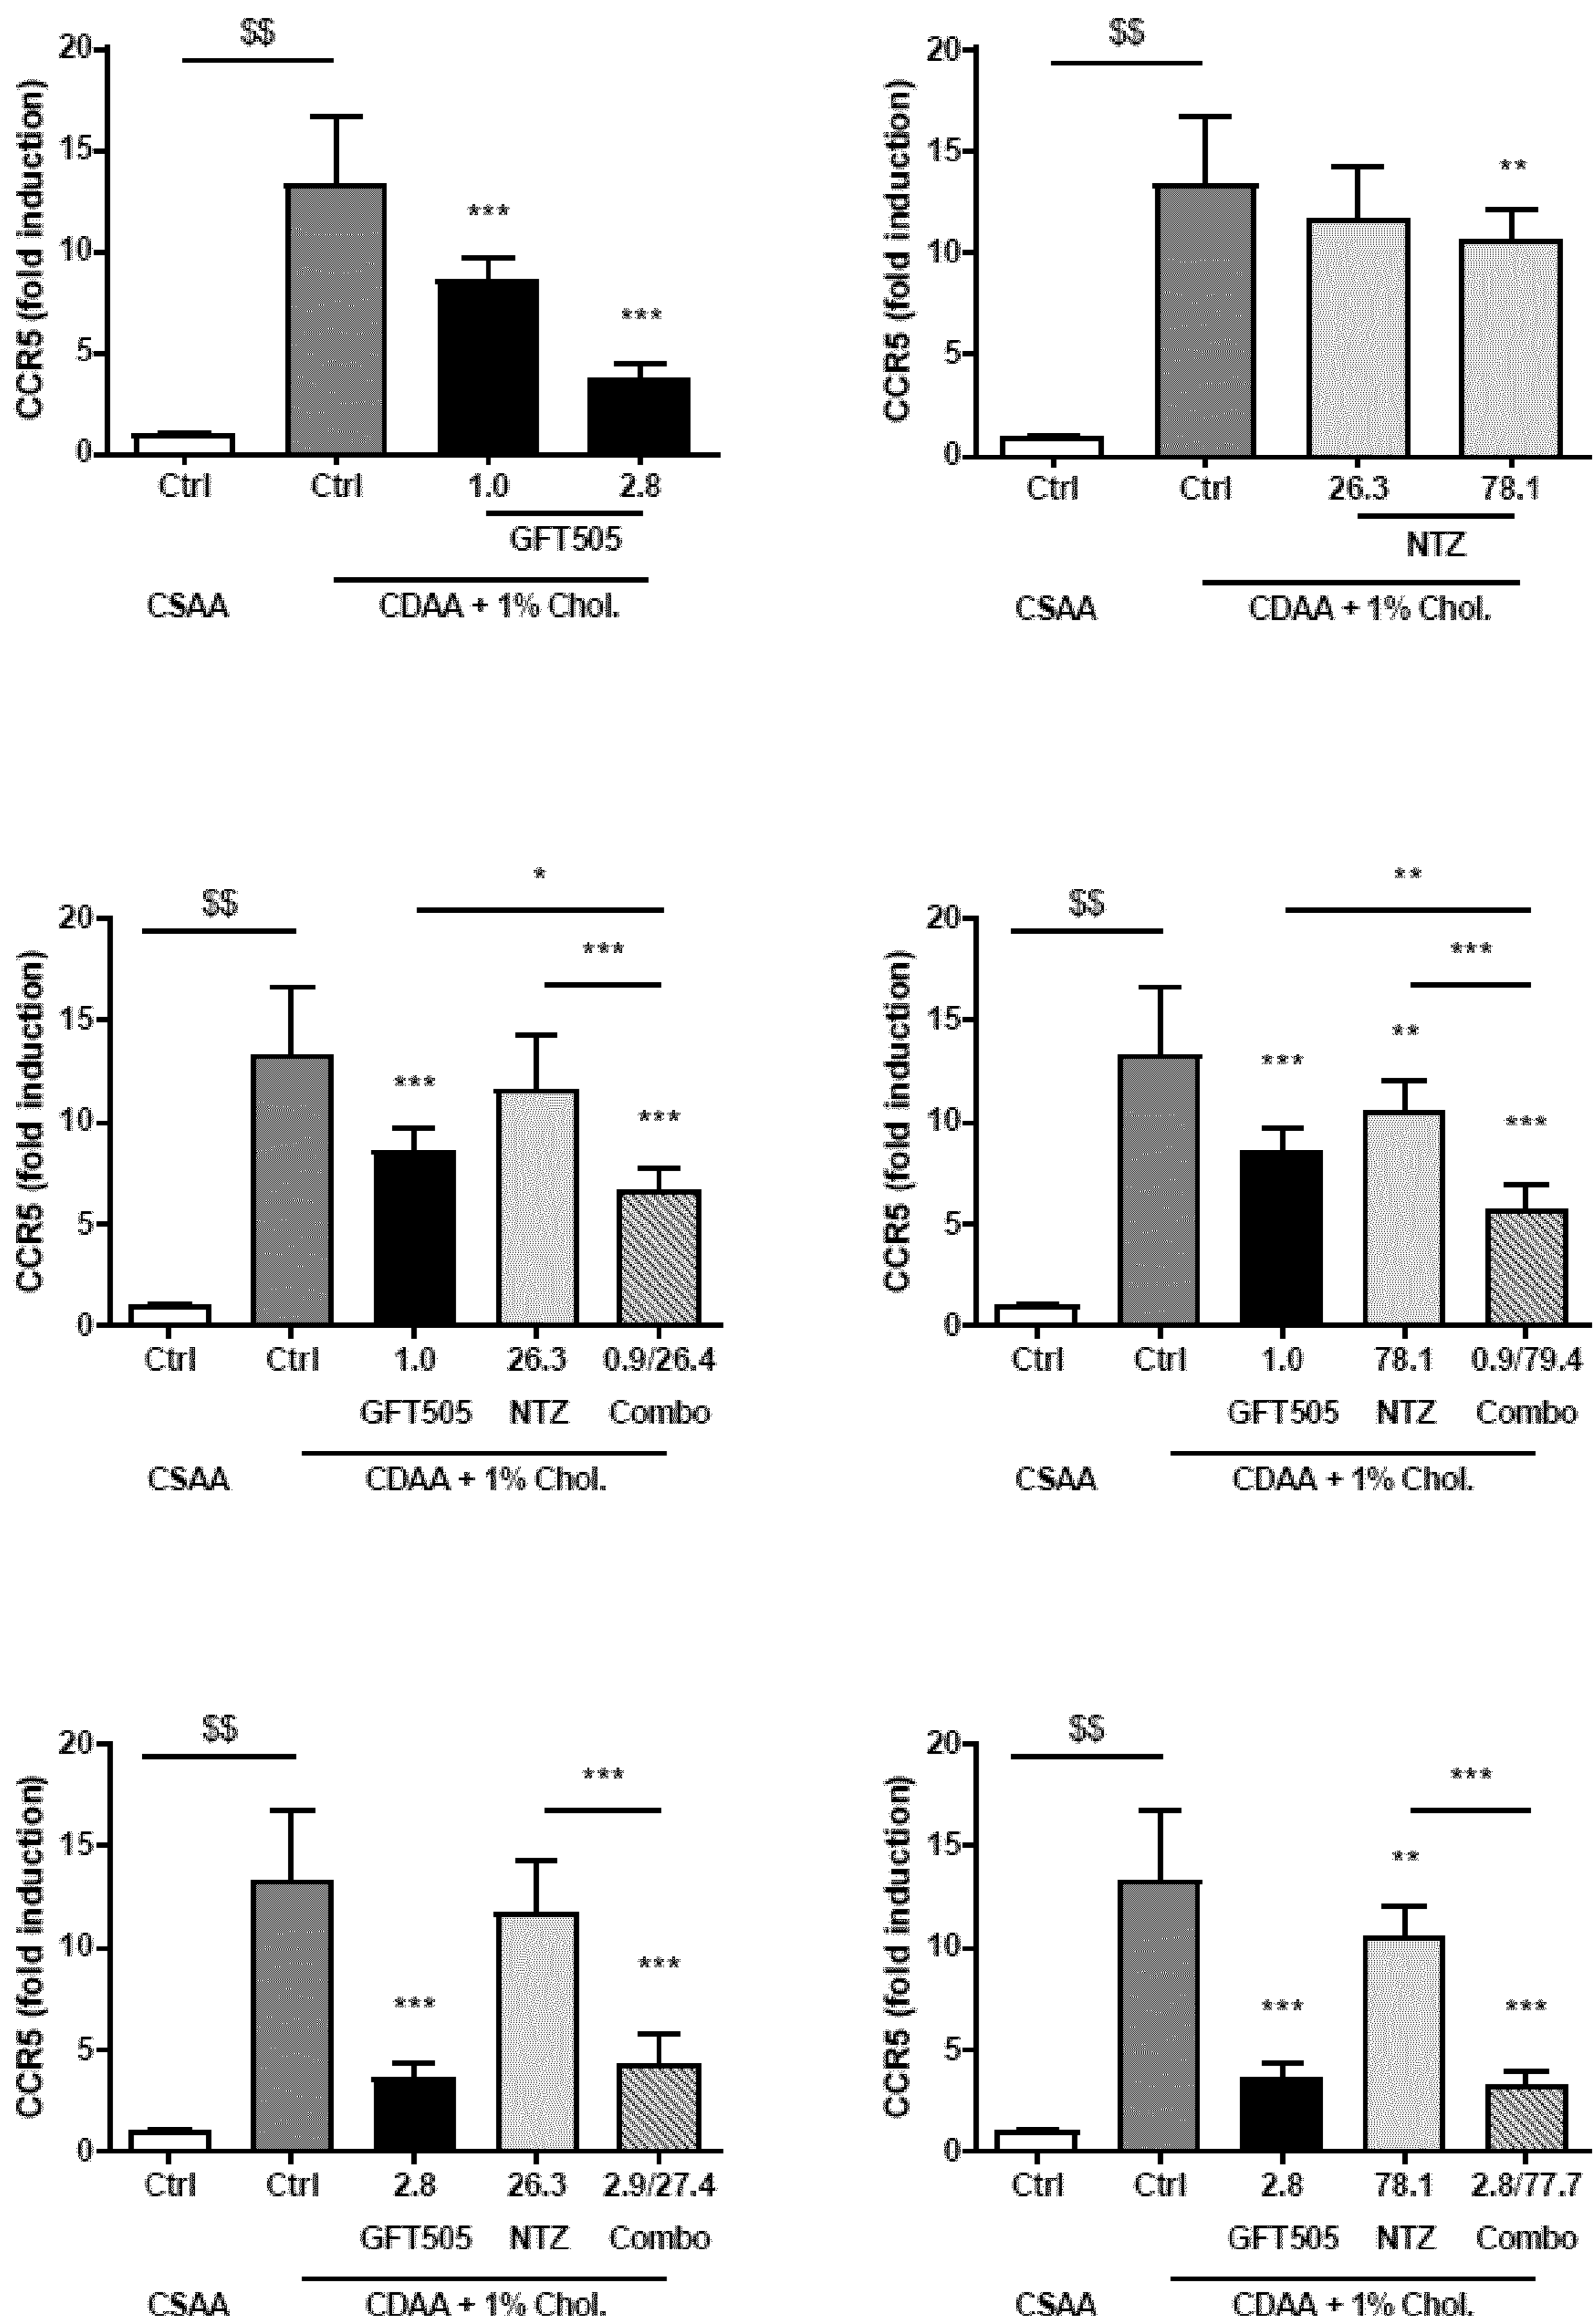 $$
CCR5 (fold induction)
20
15
10
5
0
***
***
Ctrl Ctrl 1.0 2.8
GFT505
CSAA CDAA + 1% Chol.
$$
CCR5 (fold induction)
20
15
10
5
0
**
Ctrl Ctrl 26.3 78.1
NTZ
CSAA CDAA + 1% Chol.
*
$$
***
CCR5 (fold induction)
20
15
10
5
0
***
***
Ctrl Ctrl 1.0 26.3 0.9/26.4
GFT505 NTZ Combo
CSAA CDAA + 1% Chol.
**
$$
***
CCR5 (fold induction)
20
15
10
5
0
**
***
***
Ctrl Ctrl 1.0 78.1 0.9/79.4
GFT505 NTZ Combo
CSAA CDAA + 1% Chol.
$$
***
CCR5 (fold induction)
20
15
10
5
0
***
***
Ctrl Ctrl 2.8 26.3 2.9/27.4
GFT505 NTZ Combo
CSAA CDAA + 1% Chol.
$$
***
CCR5 (fold induction)
20
15
10
5
0
**
*** ***
Ctrl Ctrl 2.8 78.1 2.8/77.7
GFT505 NTZ Combo
CSAA CDAA + 1% Chol.